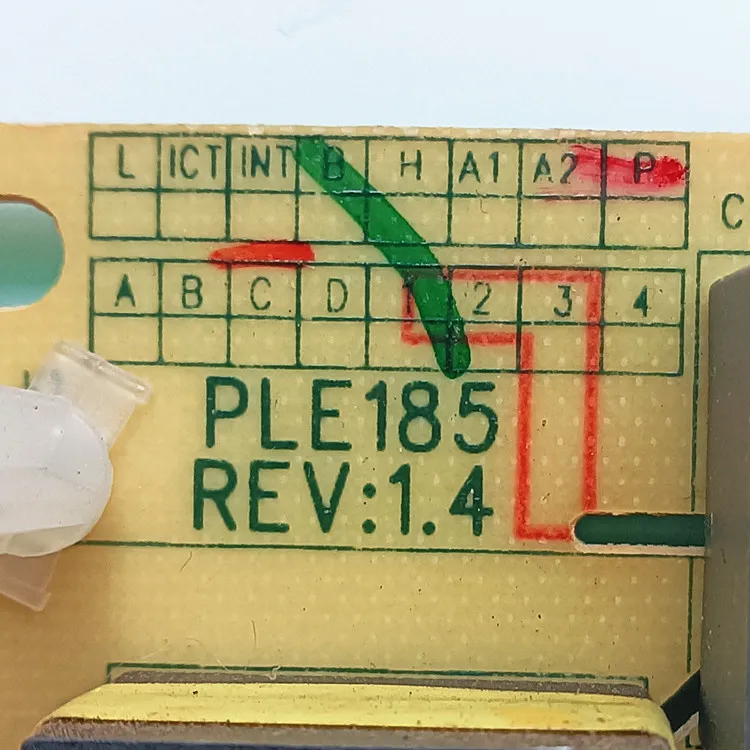 L ICT INT B H A1 A2 P
C
A B C D 1 2 3 4
PLE185
REV:1.4